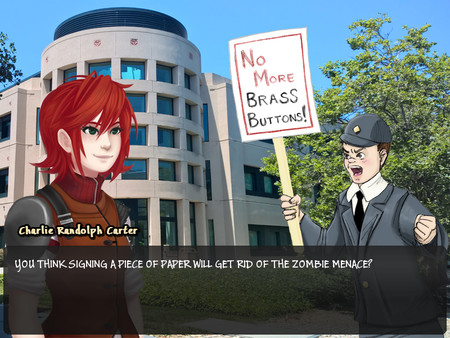 No
More
Brass
Buttons!
Charlie Randolph Carter
YOU THINK SIGNING A PIECE OF PAPER WILL GET RID OF THE ZOMBIE MENACE?